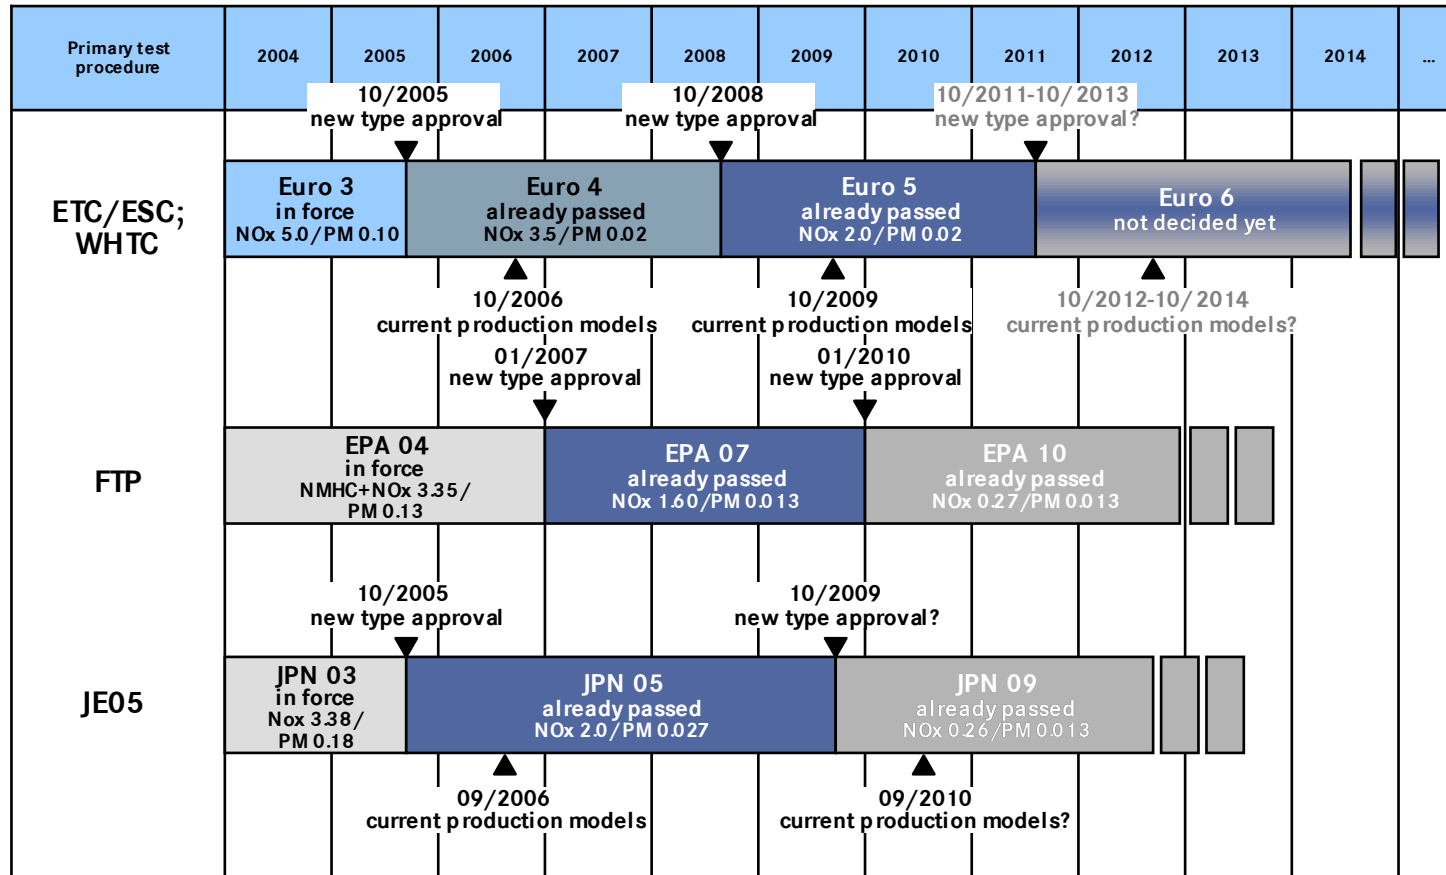 Primary test
procedure
2004 2005 2006 2007 2008 2009 2010 2011 2012 2013 2014 ...
10/2005
new type approval
10/2008
new type approval
10/2011-10/2013
new type approval?
ETC/ESC;
WHTC
Euro 3
in force
NOx 5.0/PM 0.10
Euro 4
already passed
NOx 3.5/PM 0.02
Euro 5
already passed
NOx 2.0/PM 0.02
Euro 6
not decided yet
10/2006
current production models
10/2009
current production models
10/2012-10/2014
current production models?
01/2007
new type approval
01/2010
new type approval
FTP
EPA 04
in force
NMHC+NOx 3.35/
PM 0.13
EPA 07
already passed
NOx 1.60/PM 0.013
EPA 10
already passed
NOx 0.27/PM 0.013
10/2005
new type approval
10/2009
new type approval?
JE05
JPN 03
in force
Nox 3.38/
PM 0.18
JPN 05
already passed
NOx 2.0/PM 0.027
JPN 09
already passed
NOx 0.26/PM 0.013
09/2006
current production models
09/2010
current production models?